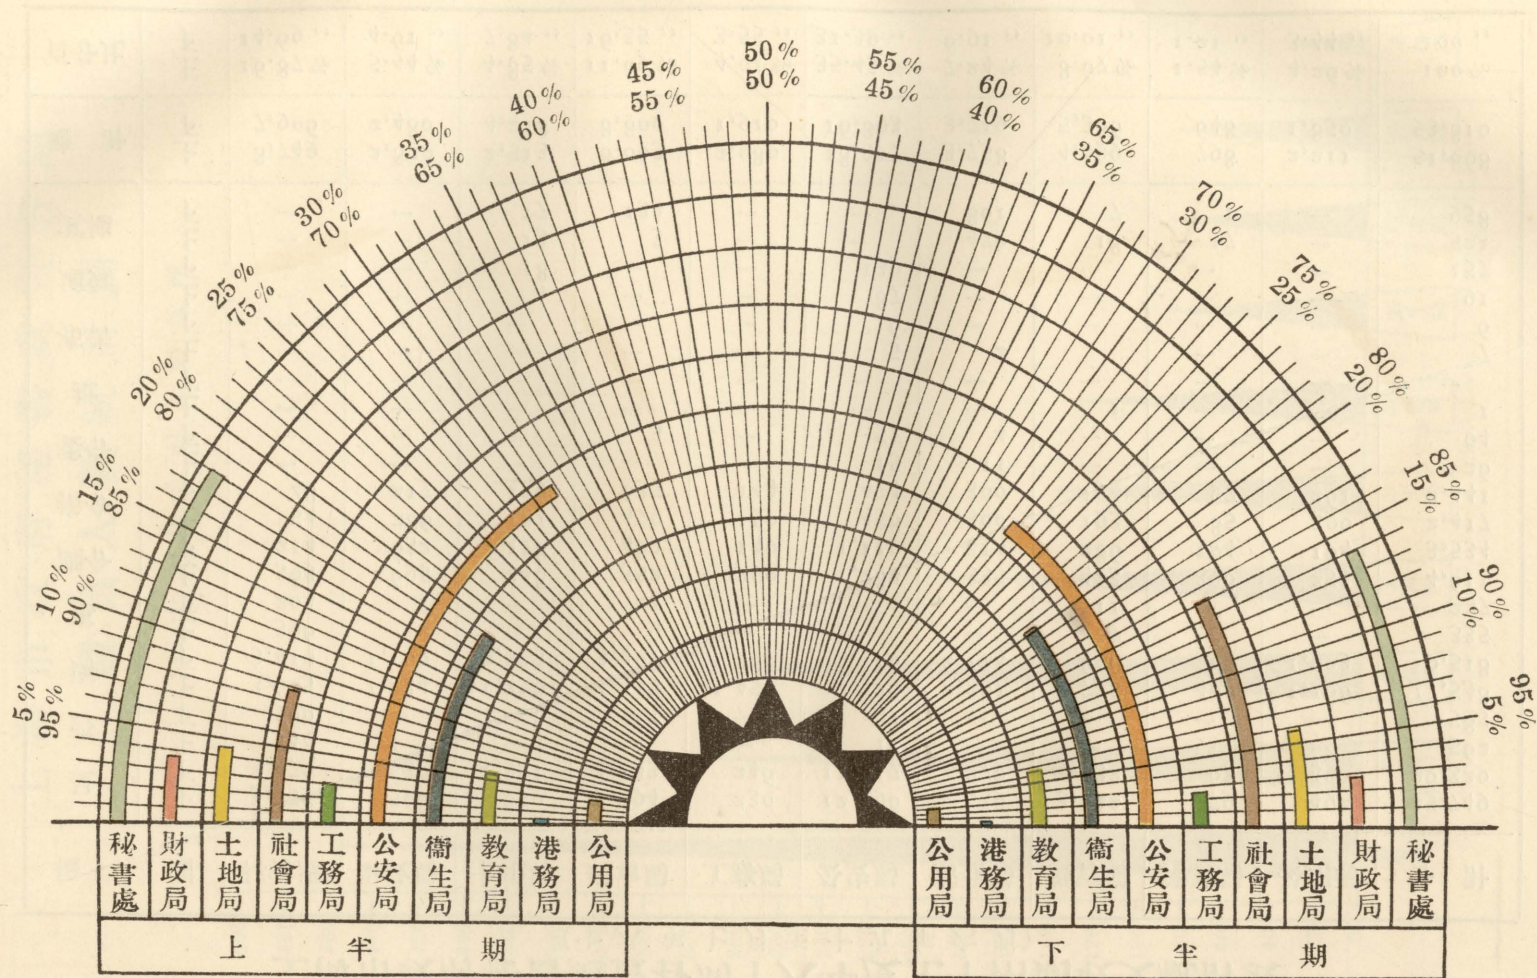 50%
50%
45%
55%
55%
45%
40%
60%
60%
40%
35%
65%
65%
35%
30%
70%
70%
30%
25%
75%
75%
25%
20%
80%
80%
20%
15%
85%
85%
15%
10%
90%
90%
10%
5%
95%
95%
5%
秘書處
財政局
土地局
社會局
工務局
公安局
衞生局
教育局
港務局
公用局
上半期
公用局
港務局
教育局
衞生局
公安局
工務局
社會局
土地局
財政局
秘書處
下半期